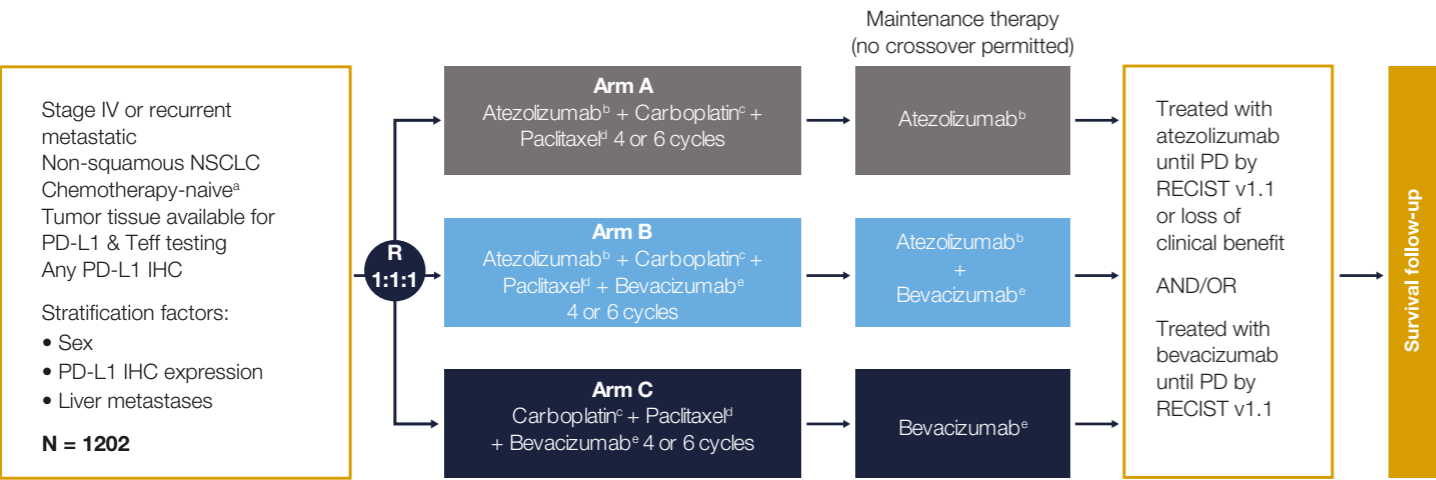 Maintenance therapy
(no crossover permitted)
Stage IV or recurrent
metastatic
Non-squamous NSCLC
Chemotherapy-naiveᵃ
Tumor tissue available for
PD-L1 & Teff testing
Any PD-L1 IHC
Stratification factors:
• Sex
• PD-L1 IHC expression
• Liver metastases
N = 1202
R
1:1:1
Arm A
Atezolizumabᵇ + Carboplatinᶜ +
Paclitaxelᵈ 4 or 6 cycles
Atezolizumabᵇ
Arm B
Atezolizumabᵇ + Carboplatinᶜ +
Paclitaxelᵈ + Bevacizumabᵉ
4 or 6 cycles
Atezolizumabᵇ
+
Bevacizumabᵉ
Arm C
Carboplatinᶜ + Paclitaxelᵈ
+ Bevacizumabᵉ 4 or 6 cycles
Bevacizumabᵉ
Treated with
atezolizumab
until PD by
RECIST v1.1
or loss of
clinical benefit
AND/OR
Treated with
bevacizumab
until PD by
RECIST v1.1
Survival follow-up